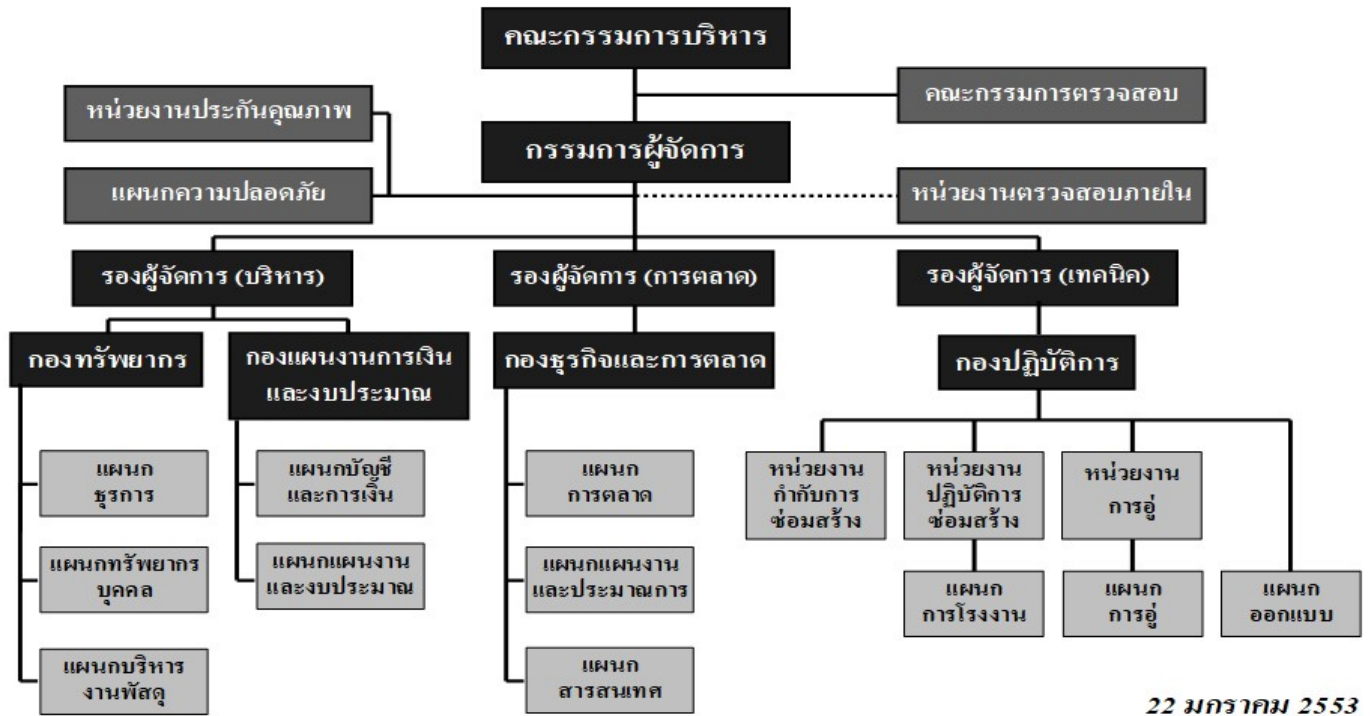 คณะกรรมการบริหาร
หน่วยงานประกันคุณภาพ
คณะกรรมการตรวจสอบ
กรรมการผู้จัดการ
แผนกความปลอดภัย
หน่วยงานตรวจสอบภายใน
รองผู้จัดการ (บริหาร)
รองผู้จัดการ (การตลาด)
รองผู้จัดการ (เทคนิค)
กองทรัพยากร
กองแผนงานการเงิน
และงบประมาณ
กองธุรกิจและการตลาด
กองปฏิบัติการ
แผนก
ธุรการ
แผนกบัญชี
และการเงิน
แผนก
การตลาด
หน่วยงาน
กำกับการ
ซ่อมสร้าง
หน่วยงาน
ปฏิบัติการ
ซ่อมสร้าง
หน่วยงาน
การอู่
แผนกทรัพยากร
บุคคล
แผนกแผนงาน
และงบประมาณ
แผนกแผนงาน
และประมาณการ
แผนก
การโรงงาน
แผนก
การอู่
แผนก
ออกแบบ
แผนกบริหาร
งานพัสดุ
แผนก
สารสนเทศ
22 มกราคม 2553